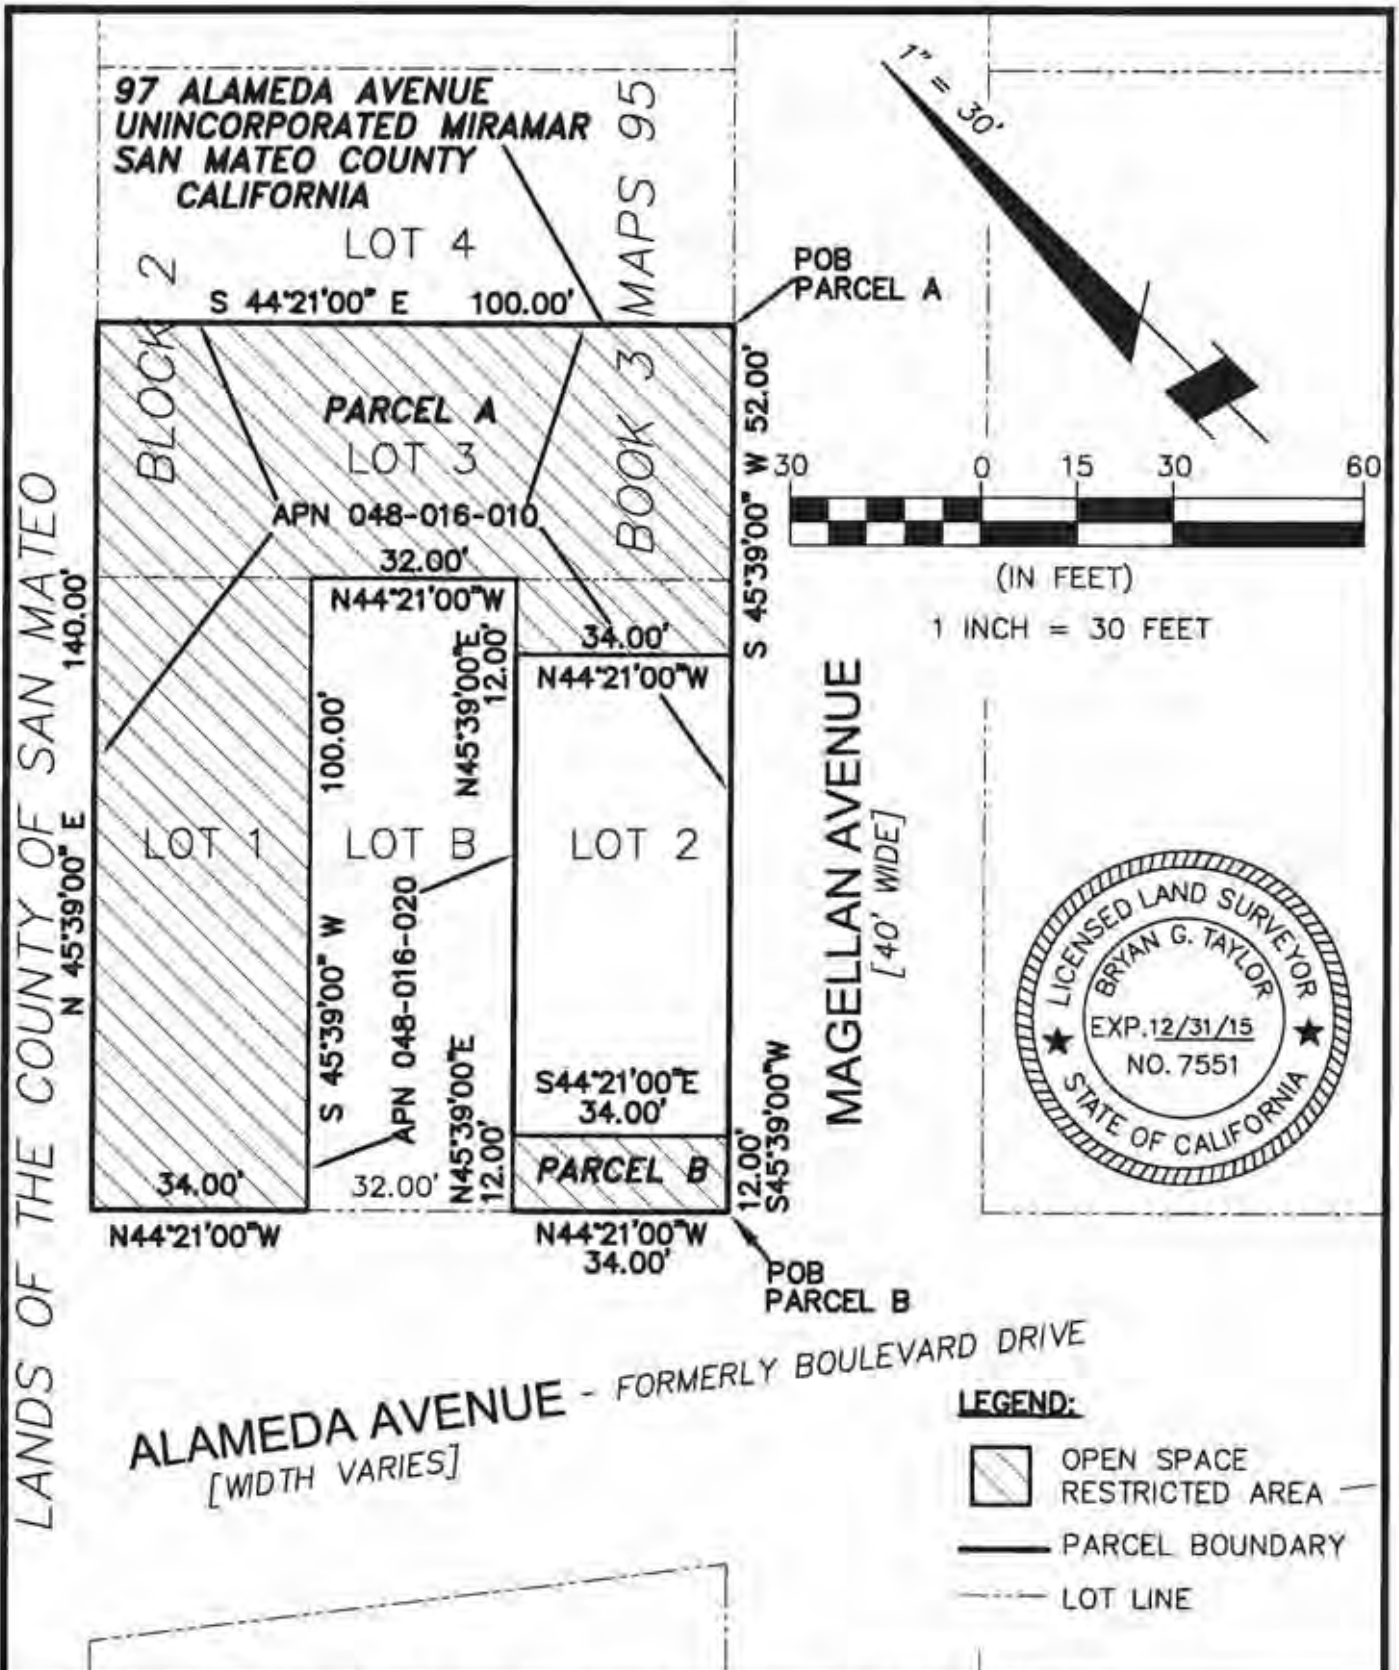 97 ALAMEDA AVENUE
UNINCORPORATED MIRAMAR
SAN MATEO COUNTY
CALIFORNIA
LOT 4
BLOCK 2
BOOK 3 MAPS 95
S 44°21'00" E 100.00'
POB
PARCEL A
1" = 30'
PARCEL A
LOT 3
APN 048-016-010
32.00'
N44°21'00"W
34.00'
N44°21'00"W
S 45°39'00" W 52.00'
30 0 15 30 60
(IN FEET)
1 INCH = 30 FEET
LANDS OF THE COUNTY OF SAN MATEO
N 45°39'00" E 140.00'
LOT 1
S 45°39'00" W 100.00'
LOT B
APN 048-016-020
N45°39'00"E
12.00'
LOT 2
MAGELLAN AVENUE
[40' WIDE]
LICENSED LAND SURVEYOR
BRYAN G. TAYLOR
EXP. 12/31/15
NO. 7551
STATE OF CALIFORNIA
S44°21'00"E
34.00'
N45°39'00"E
12.00'
PARCEL B
12.00'
S45°39'00"W
34.00'
N44°21'00"W
32.00'
N44°21'00"W
34.00'
POB
PARCEL B
ALAMEDA AVENUE - FORMERLY BOULEVARD DRIVE
[WIDTH VARIES]
LEGEND:
OPEN SPACE
RESTRICTED AREA
PARCEL BOUNDARY
LOT LINE